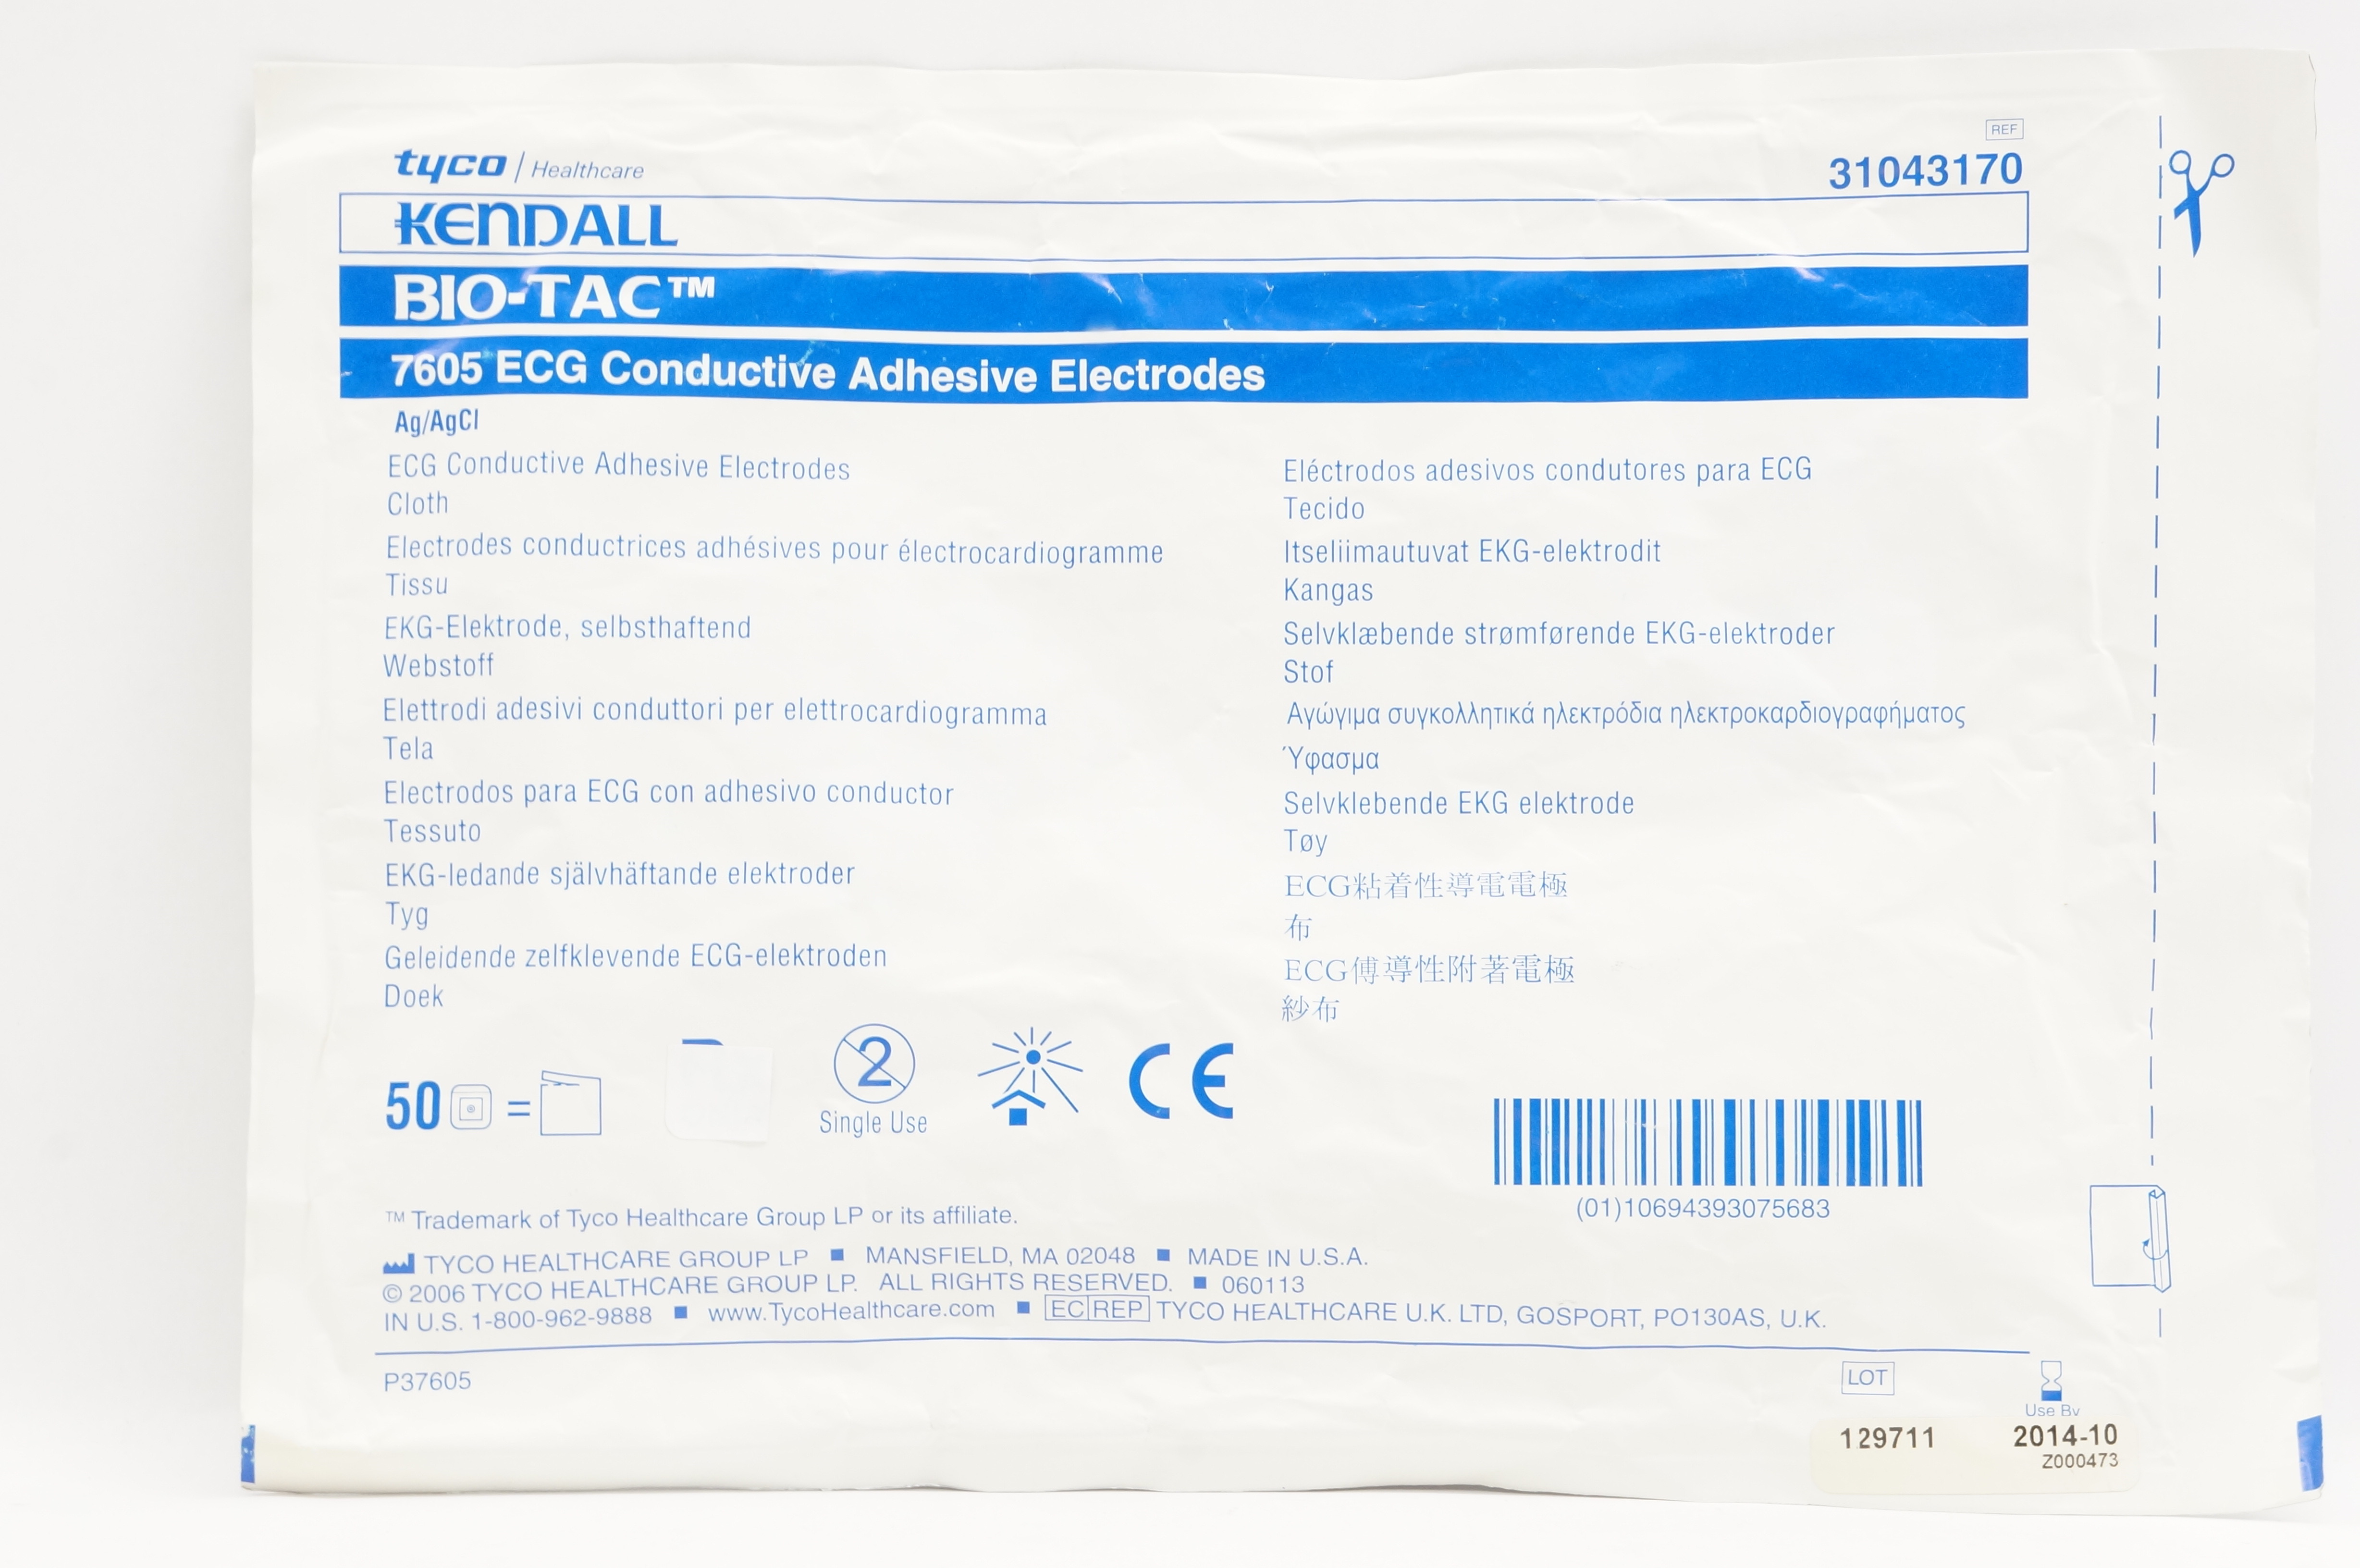 tyco / Healthcare
REF
31043170
KENDALL
BIO-TAC™
7605 ECG Conductive Adhesive Electrodes
Ag/AgCl
ECG Conductive Adhesive Electrodes
Cloth
Electrodes conductrices adhésives pour électrocardiogramme
Tissu
EKG-Elektrode, selbsthaftend
Webstoff
Elettrodi adesivi conduttori per elettrocardiogramma
Tela
Electrodos para ECG con adhesivo conductor
Tessuto
EKG-ledande självhäftande elektroder
Tyg
Geleidende zelfklevende ECG-elektroden
Doek
Eléctrodos adesivos condutores para ECG
Tecido
Itseliimautuvat EKG-elektrodit
Kangas
Selvklæbende strømførende EKG-elektroder
Stof
Αγώγιμα συγκολλητικά ηλεκτρόδια ηλεκτροκαρδιογραφήματος
Ύφασμα
Selvklebende EKG elektrode
Tøy
ECG粘着性導電電極
布
ECG傅導性附著電極
紗布
50 =
2
Single Use
CE
(01)10694393075683
™ Trademark of Tyco Healthcare Group LP or its affiliate.
TYCO HEALTHCARE GROUP LP ■ MANSFIELD, MA 02048 ■ MADE IN U.S.A.
© 2006 TYCO HEALTHCARE GROUP LP. ALL RIGHTS RESERVED. ■ 060113
IN U.S. 1-800-962-9888 ■ www.TycoHealthcare.com ■ EC REP TYCO HEALTHCARE U.K. LTD, GOSPORT, PO130AS, U.K.
P37605
LOT
129711
Use By
2014-10
Z000473